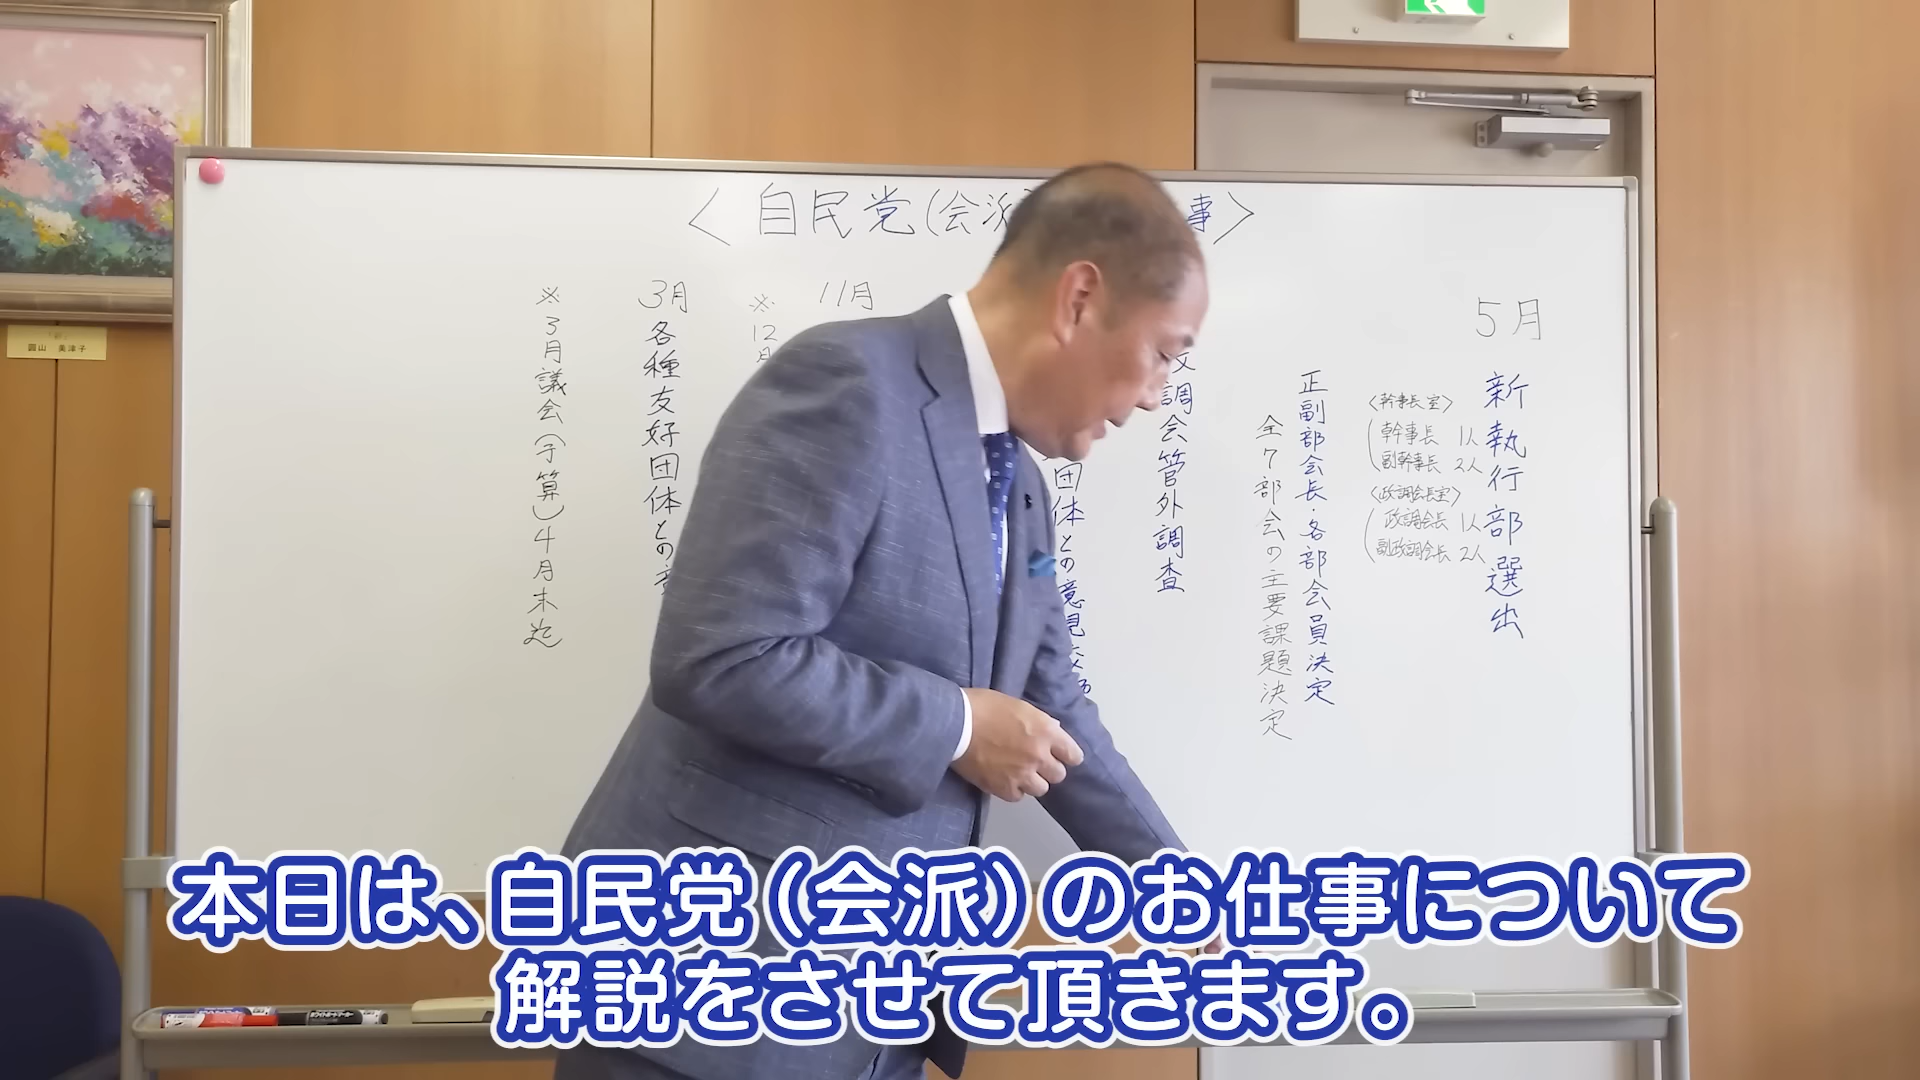 ＜自民党(会派 事＞
5月
新執行部選出
〈幹事長室〉
幹事長 1人
副幹事長 2人
〈政調会長室〉
政調会長 1人
副政調会長 2人
正副部会長・各部会員決定
全7部会の主要課題決定
調会管外調査
団体との意見
11月
※12月
3月
各種友好団体との意
※3月議会(予算)4月末迄
圓山 美津子
本日は、自民党（会派）のお仕事について
解説をさせて頂きます。